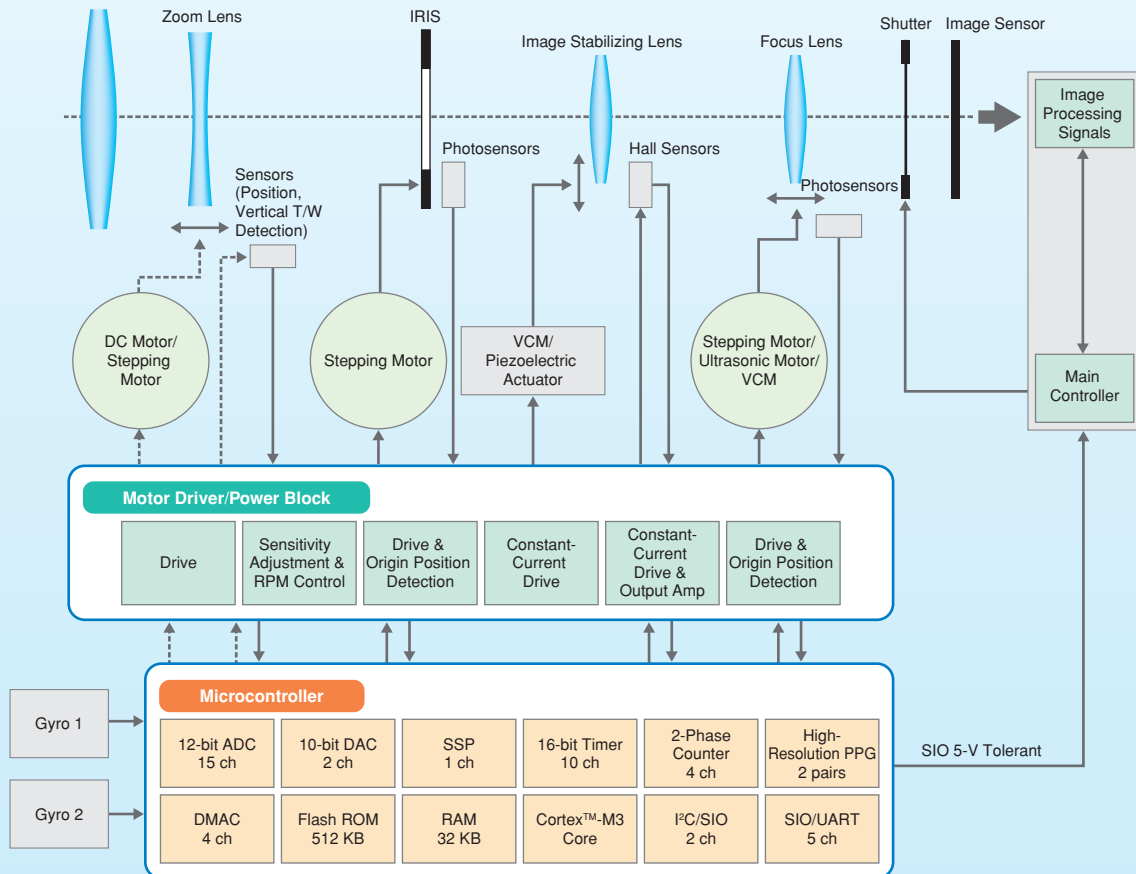 Zoom Lens
IRIS
Image Stabilizing Lens
Focus Lens
Shutter
Image Sensor
Image
Processing
Signals
Photosensors
Hall Sensors
Sensors
(Position,
Vertical T/W
Detection)
Photosensors
DC Motor/
Stepping
Motor
Stepping Motor
VCM/
Piezoelectric
Actuator
Stepping Motor/
Ultrasonic Motor/
VCM
Main
Controller
Motor Driver/Power Block
Drive
Sensitivity
Adjustment &
RPM Control
Drive &
Origin Position
Detection
Constant-
Current
Drive
Constant-
Current
Drive &
Output Amp
Drive &
Origin Position
Detection
Microcontroller
Gyro 1
12-bit ADC
15 ch
10-bit DAC
2 ch
SSP
1 ch
16-bit Timer
10 ch
2-Phase
Counter
4 ch
High-
Resolution PPG
2 pairs
SIO 5-V Tolerant
Gyro 2
DMAC
4 ch
Flash ROM
512 KB
RAM
32 KB
Cortex™-M3
Core
I²C/SIO
2 ch
SIO/UART
5 ch